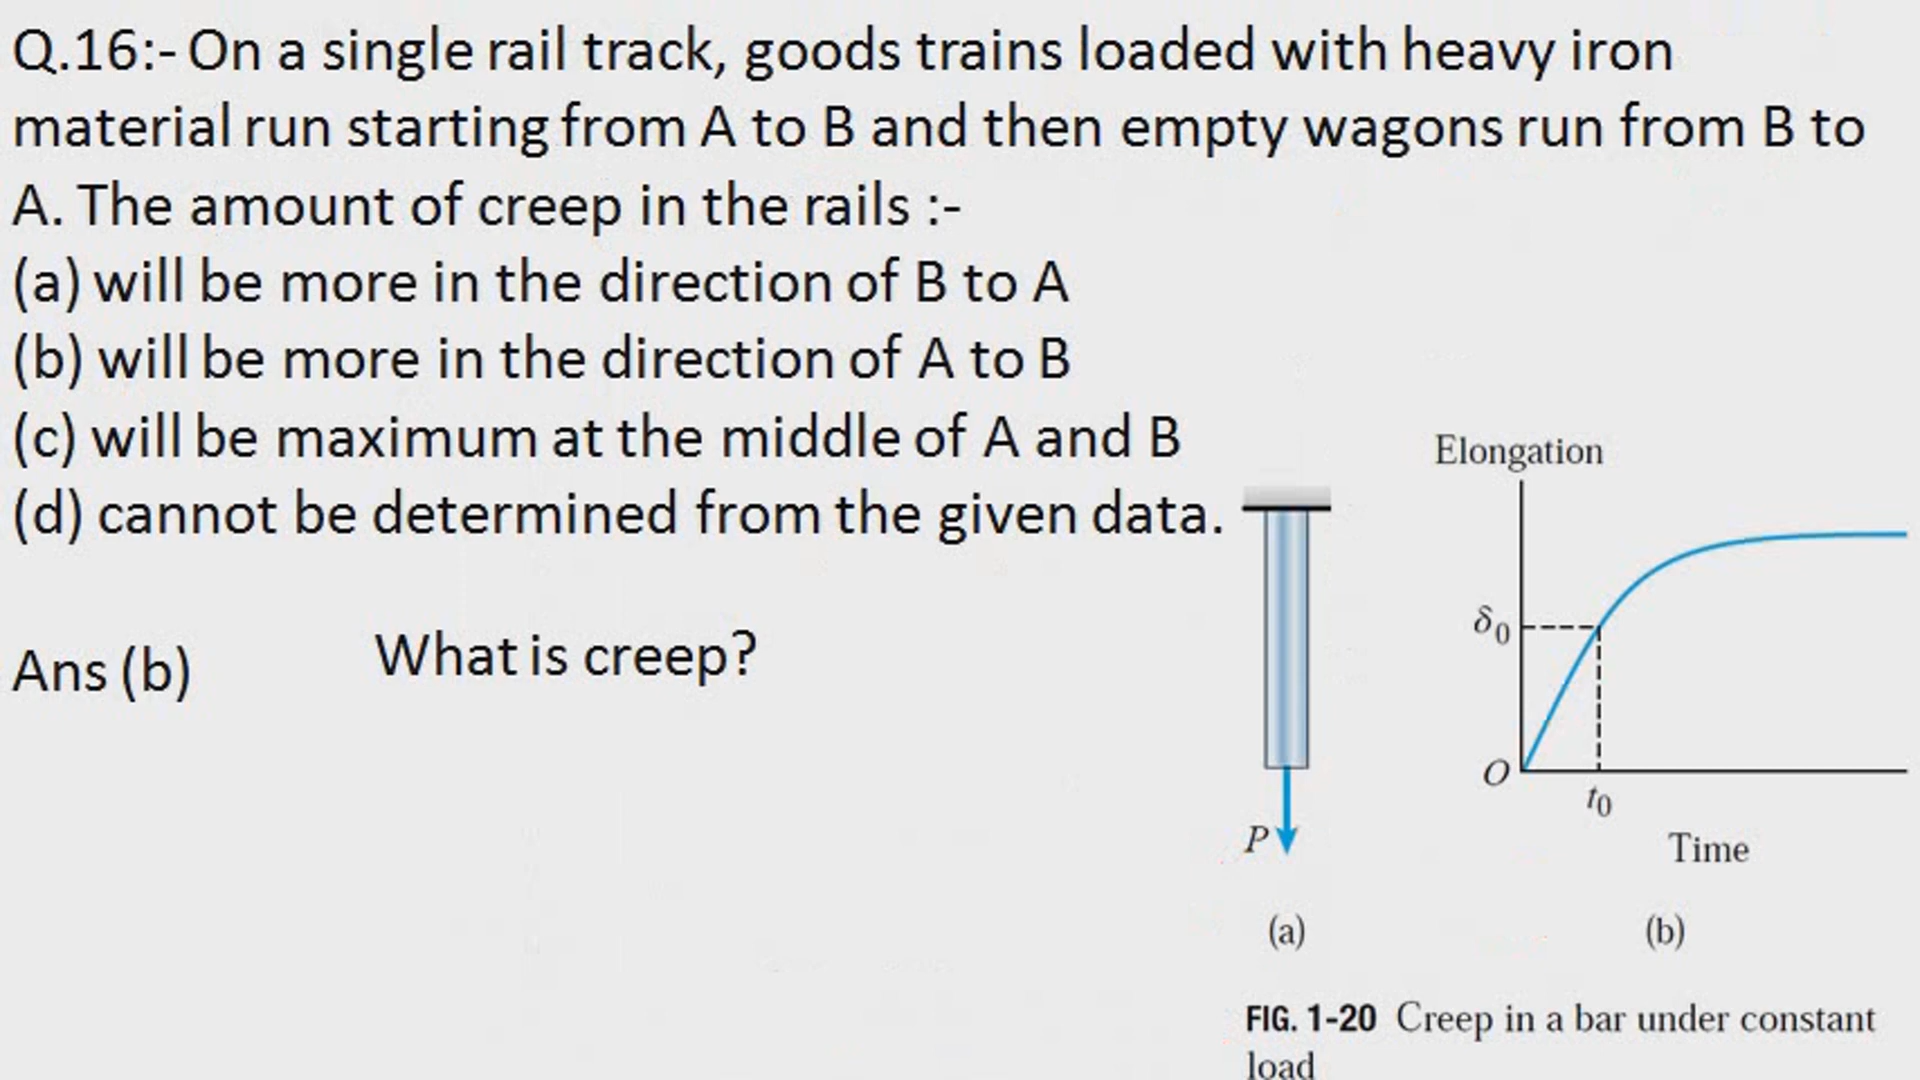 Q.16:- On a single rail track, goods trains loaded with heavy iron
material run starting from A to B and then empty wagons run from B to
A. The amount of creep in the rails :-
(a) will be more in the direction of B to A
(b) will be more in the direction of A to B
(c) will be maximum at the middle of A and B
(d) cannot be determined from the given data.
Ans (b)
What is creep?
Elongation
δ0
O
t0
Time
P
(a)
(b)
FIG. 1-20 Creep in a bar under constant
load